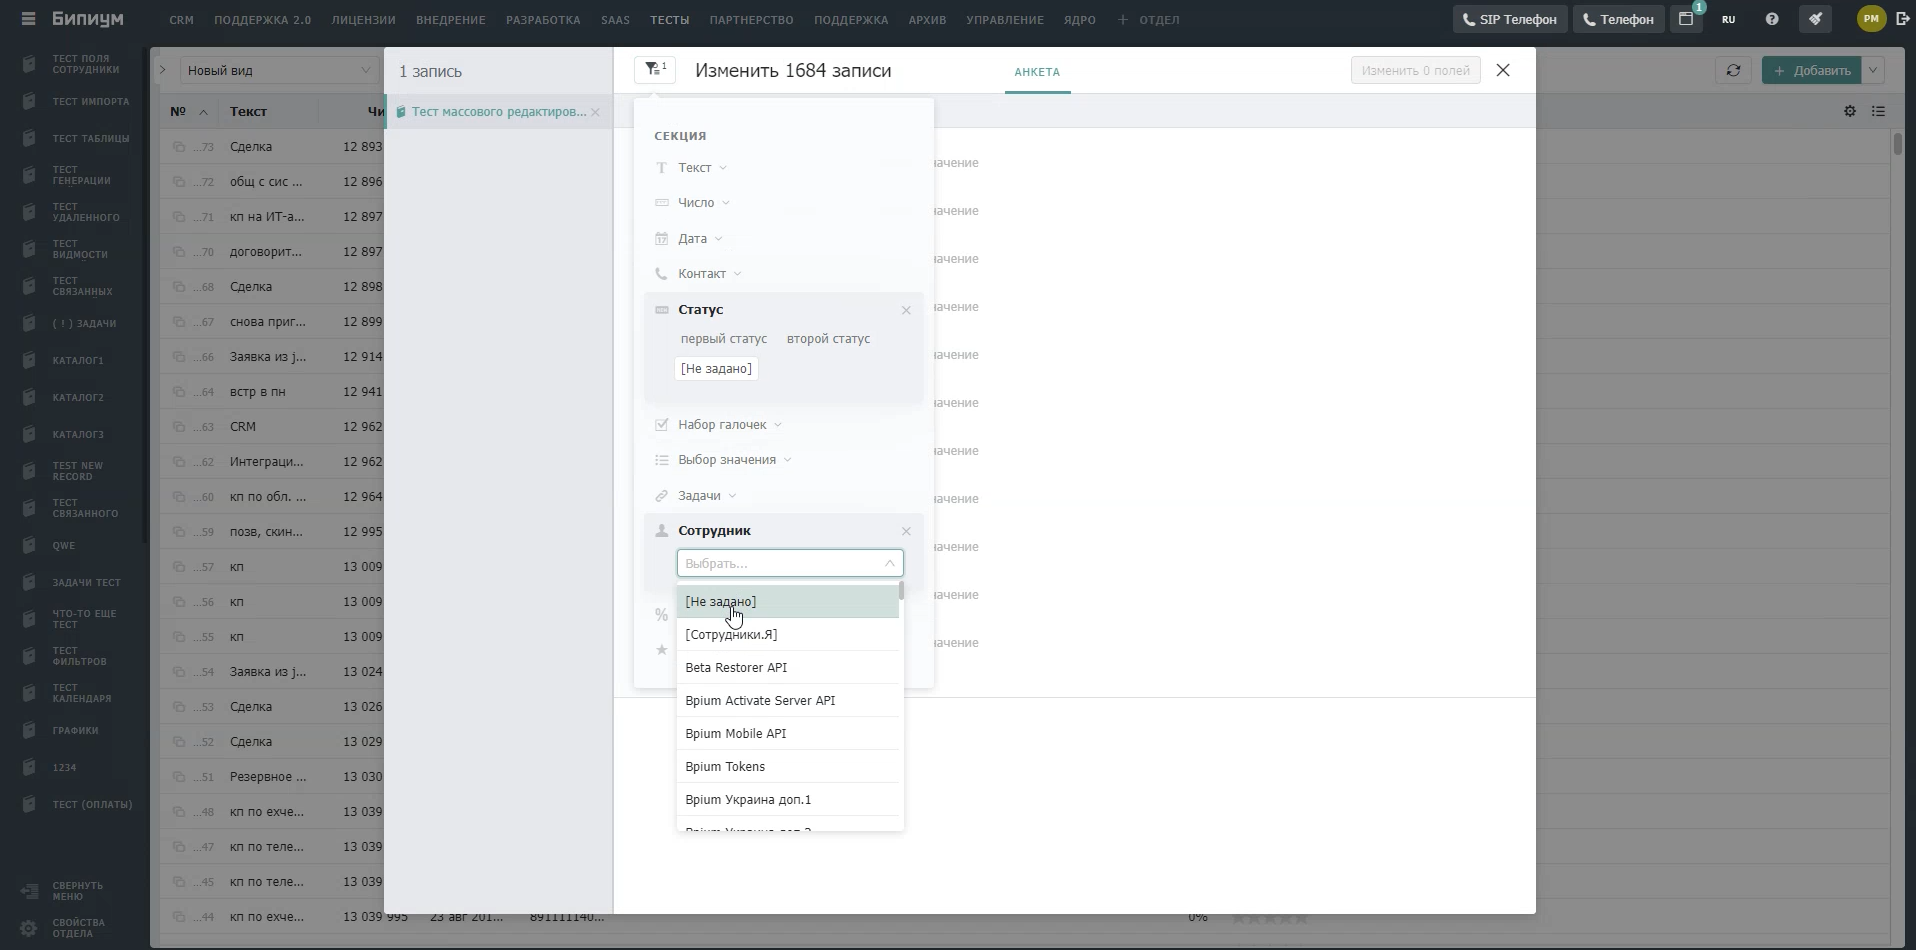 Бипиум
CRM
ПОДДЕРЖКА 2.0
ЛИЦЕНЗИИ
ВНЕДРЕНИЕ
РАЗРАБОТКА
SAAS
ТЕСТЫ
ПАРТНЕРСТВО
ПОДДЕРЖКА
АРХИВ
УПРАВЛЕНИЕ
ЯДРО
+ ОТДЕЛ
SIP Телефон
Телефон
1
RU
?
PM
ТЕСТ ПОЛЯ
СОТРУДНИКИ
ТЕСТ ИМПОРТА
ТЕСТ ТАБЛИЦЫ
ТЕСТ
ГЕНЕРАЦИИ
ТЕСТ
УДАЛЕННОГО
ТЕСТ
ВИДМОСТИ
ТЕСТ
СВЯЗАННЫХ
( ! ) ЗАДАЧИ
КАТАЛОГ1
КАТАЛОГ2
КАТАЛОГ3
TEST NEW
RECORD
ТЕСТ
СВЯЗАННОГО
QWE
ЗАДАЧИ ТЕСТ
ЧТО-ТО ЕЩЕ
ТЕСТ
ТЕСТ
ФИЛЬТРОВ
ТЕСТ
КАЛЕНДАРЯ
ГРАФИКИ
1234
ТЕСТ (ОПЛАТЫ)
СВЕРНУТЬ
МЕНЮ
СВОЙСТВА
ОТДЕЛА
Новый вид
+ Добавить
№ Текст Чи
...73 Сделка 12 893
...72 общ с сис ... 12 896
...71 кп на ИТ-а... 12 897
...70 договорит... 12 897
...68 Сделка 12 898
...67 снова приг... 12 899
...66 Заявка из j... 12 914
...64 встр в пн 12 941
...63 CRM 12 962
...62 Интеграци... 12 962
...60 кп по обл. ... 12 964
...59 позв, скин... 12 995
...57 кп 13 009
...56 кп 13 009
...55 кп 13 009
...54 Заявка из j... 13 024
...53 Сделка 13 026
...52 Сделка 13 029
...51 Резервное ... 13 030
...48 кп по ехче... 13 039
...47 кп по теле... 13 039
...45 кп по теле... 13 039
...44 кп по ехче... 13 039 995 23 авг 201... 891111140... 0%
1 запись
Тест массового редактиров...
1
Изменить 1684 записи
АНКЕТА
Изменить 0 полей
СЕКЦИЯ
Текст
Число
Дата
Контакт
Статус
первый статус второй статус
[Не задано]
Набор галочек
Выбор значения
Задачи
Сотрудник
Выбрать...
[Не задано]
[Сотрудники.Я]
Beta Restorer API
Bpium Activate Server API
Bpium Mobile API
Bpium Tokens
Bpium Украина доп.1
%
ачение
ачение
ачение
ачение
ачение
ачение
ачение
ачение
ачение
ачение
ачение